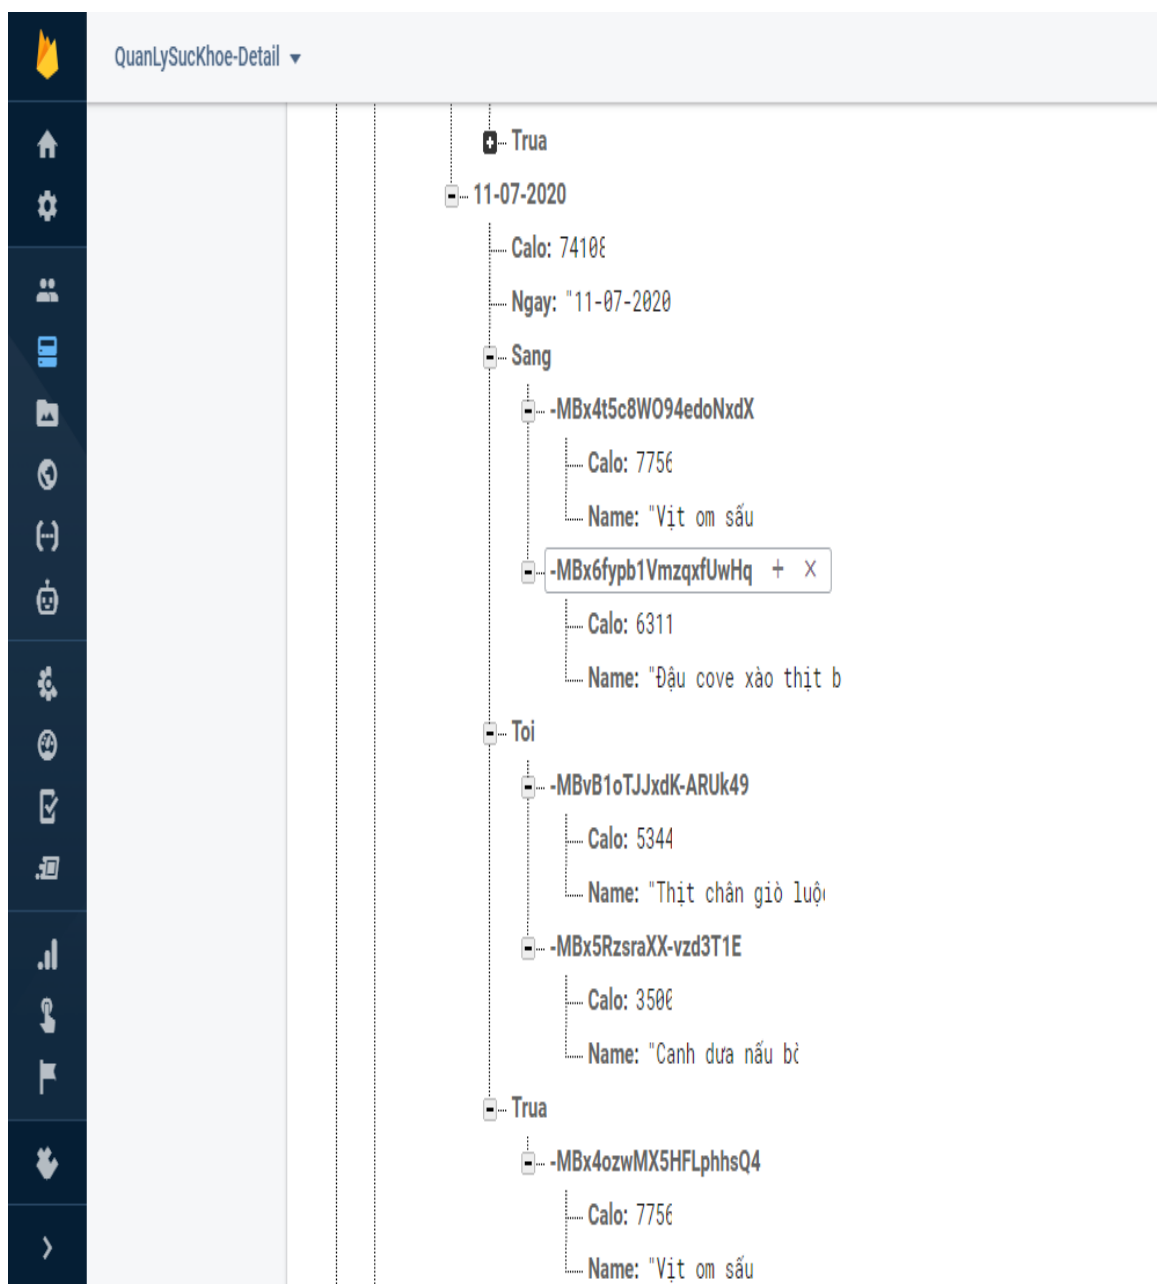 QuanLySucKhoe-Detail
Trua
11-07-2020
Calo: 74108
Ngay: "11-07-2020
Sang
-MBx4t5c8WO94edoNxdX
Calo: 7756
Name: "Vịt om sấu
-MBx6fypb1VmzqxfUwHq + ×
Calo: 6311
Name: "Đậu cove xào thịt b
Toi
-MBvB1oTJJxdK-ARUk49
Calo: 5344
Name: "Thịt chân giò luộc
-MBx5RzsraXX-vzd3T1E
Calo: 3500
Name: "Canh dưa nấu bò
Trua
-MBx4ozwMX5HFLphhsQ4
Calo: 7756
Name: "Vịt om sấu